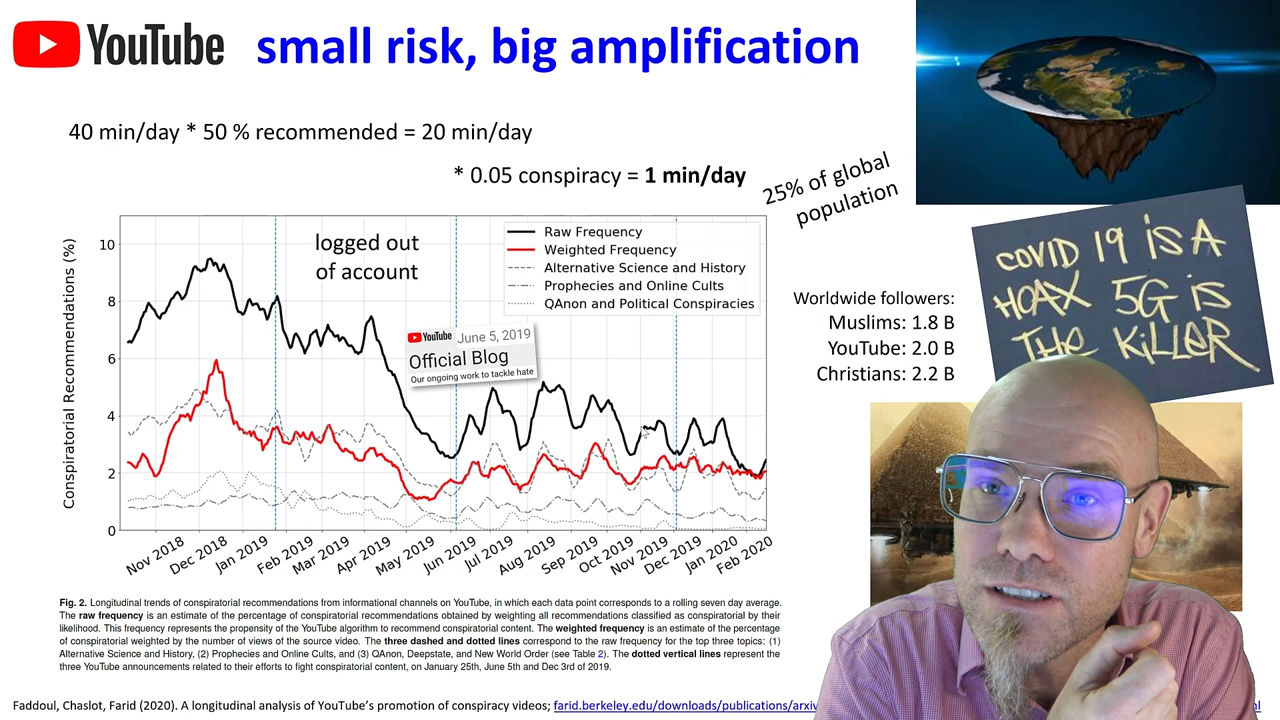 YouTube small risk, big amplification
40 min/day * 50 % recommended = 20 min/day
* 0.05 conspiracy = 1 min/day
25% of global
population
COVID 19 iS A
HOAX 5G iS
THE KiLLER
Worldwide followers:
Muslims: 1.8 B
YouTube: 2.0 B
Christians: 2.2 B
Conspiratorial Recommendations (%)
10
8
6
4
2
0
logged out
of account
Raw Frequency
Weighted Frequency
Alternative Science and History
Prophecies and Online Cults
QAnon and Political Conspiracies
YouTube June 5, 2019
Official Blog
Our ongoing work to tackle hate
Nov 2018
Dec 2018
Jan 2019
Feb 2019
Mar 2019
Apr 2019
May 2019
Jun 2019
Jul 2019
Aug 2019
Sep 2019
Oct 2019
Nov 2019
Dec 2019
Jan 2020
Feb 2020
Fig. 2. Longitudinal trends of conspiratorial recommendations from informational channels on YouTube, in which each data point corresponds to a rolling seven day average.
The raw frequency is an estimate of the percentage of conspiratorial recommendations obtained by weighting all recommendations classified as conspiratorial by their
likelihood. This frequency represents the propensity of the YouTube algorithm to recommend conspiratorial content. The weighted frequency is an estimate of the percentage
of conspiratorial weighted by the number of views of the source video. The three dashed and dotted lines correspond to the raw frequency for the top three topics: (1)
Alternative Science and History, (2) Prophecies and Online Cults, and (3) QAnon, Deepstate, and New World Order (see Table 2). The dotted vertical lines represent the
three YouTube announcements related to their efforts to fight conspiratorial content, on January 25th, June 5th and Dec 3rd of 2019.
Faddoul, Chaslot, Farid (2020). A longitudinal analysis of YouTube's promotion of conspiracy videos; farid.berkeley.edu/downloads/publications/arxiv